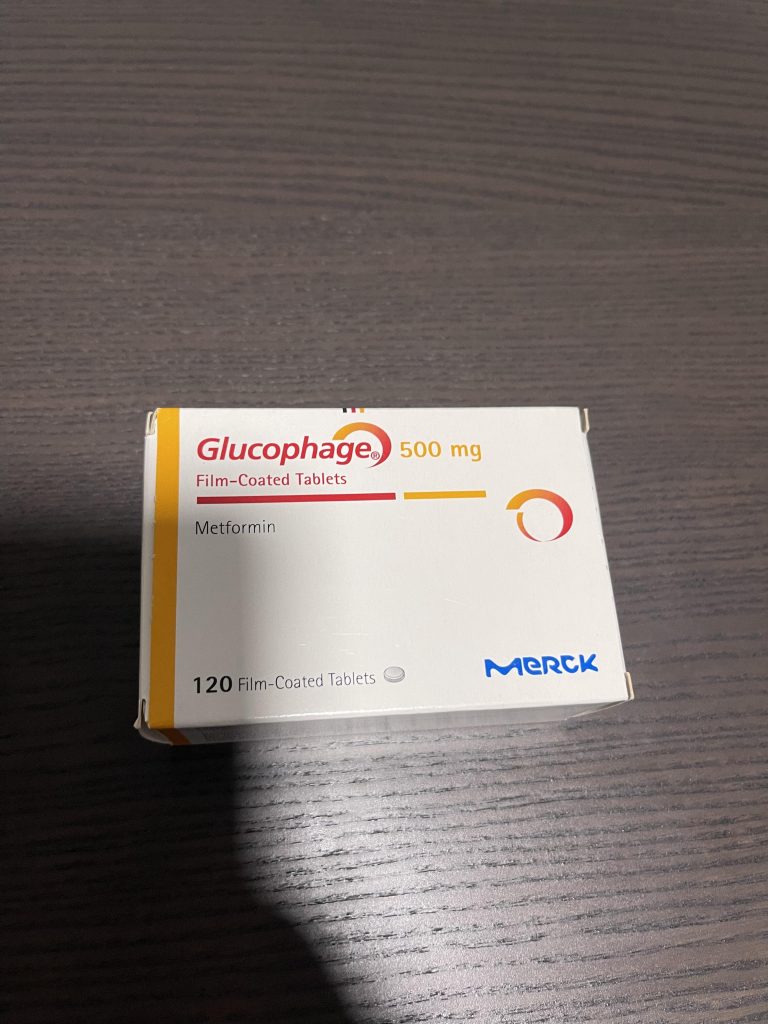 Glucophage® 500 mg
Film-Coated Tablets
Metformin
120 Film-Coated Tablets
MERCK